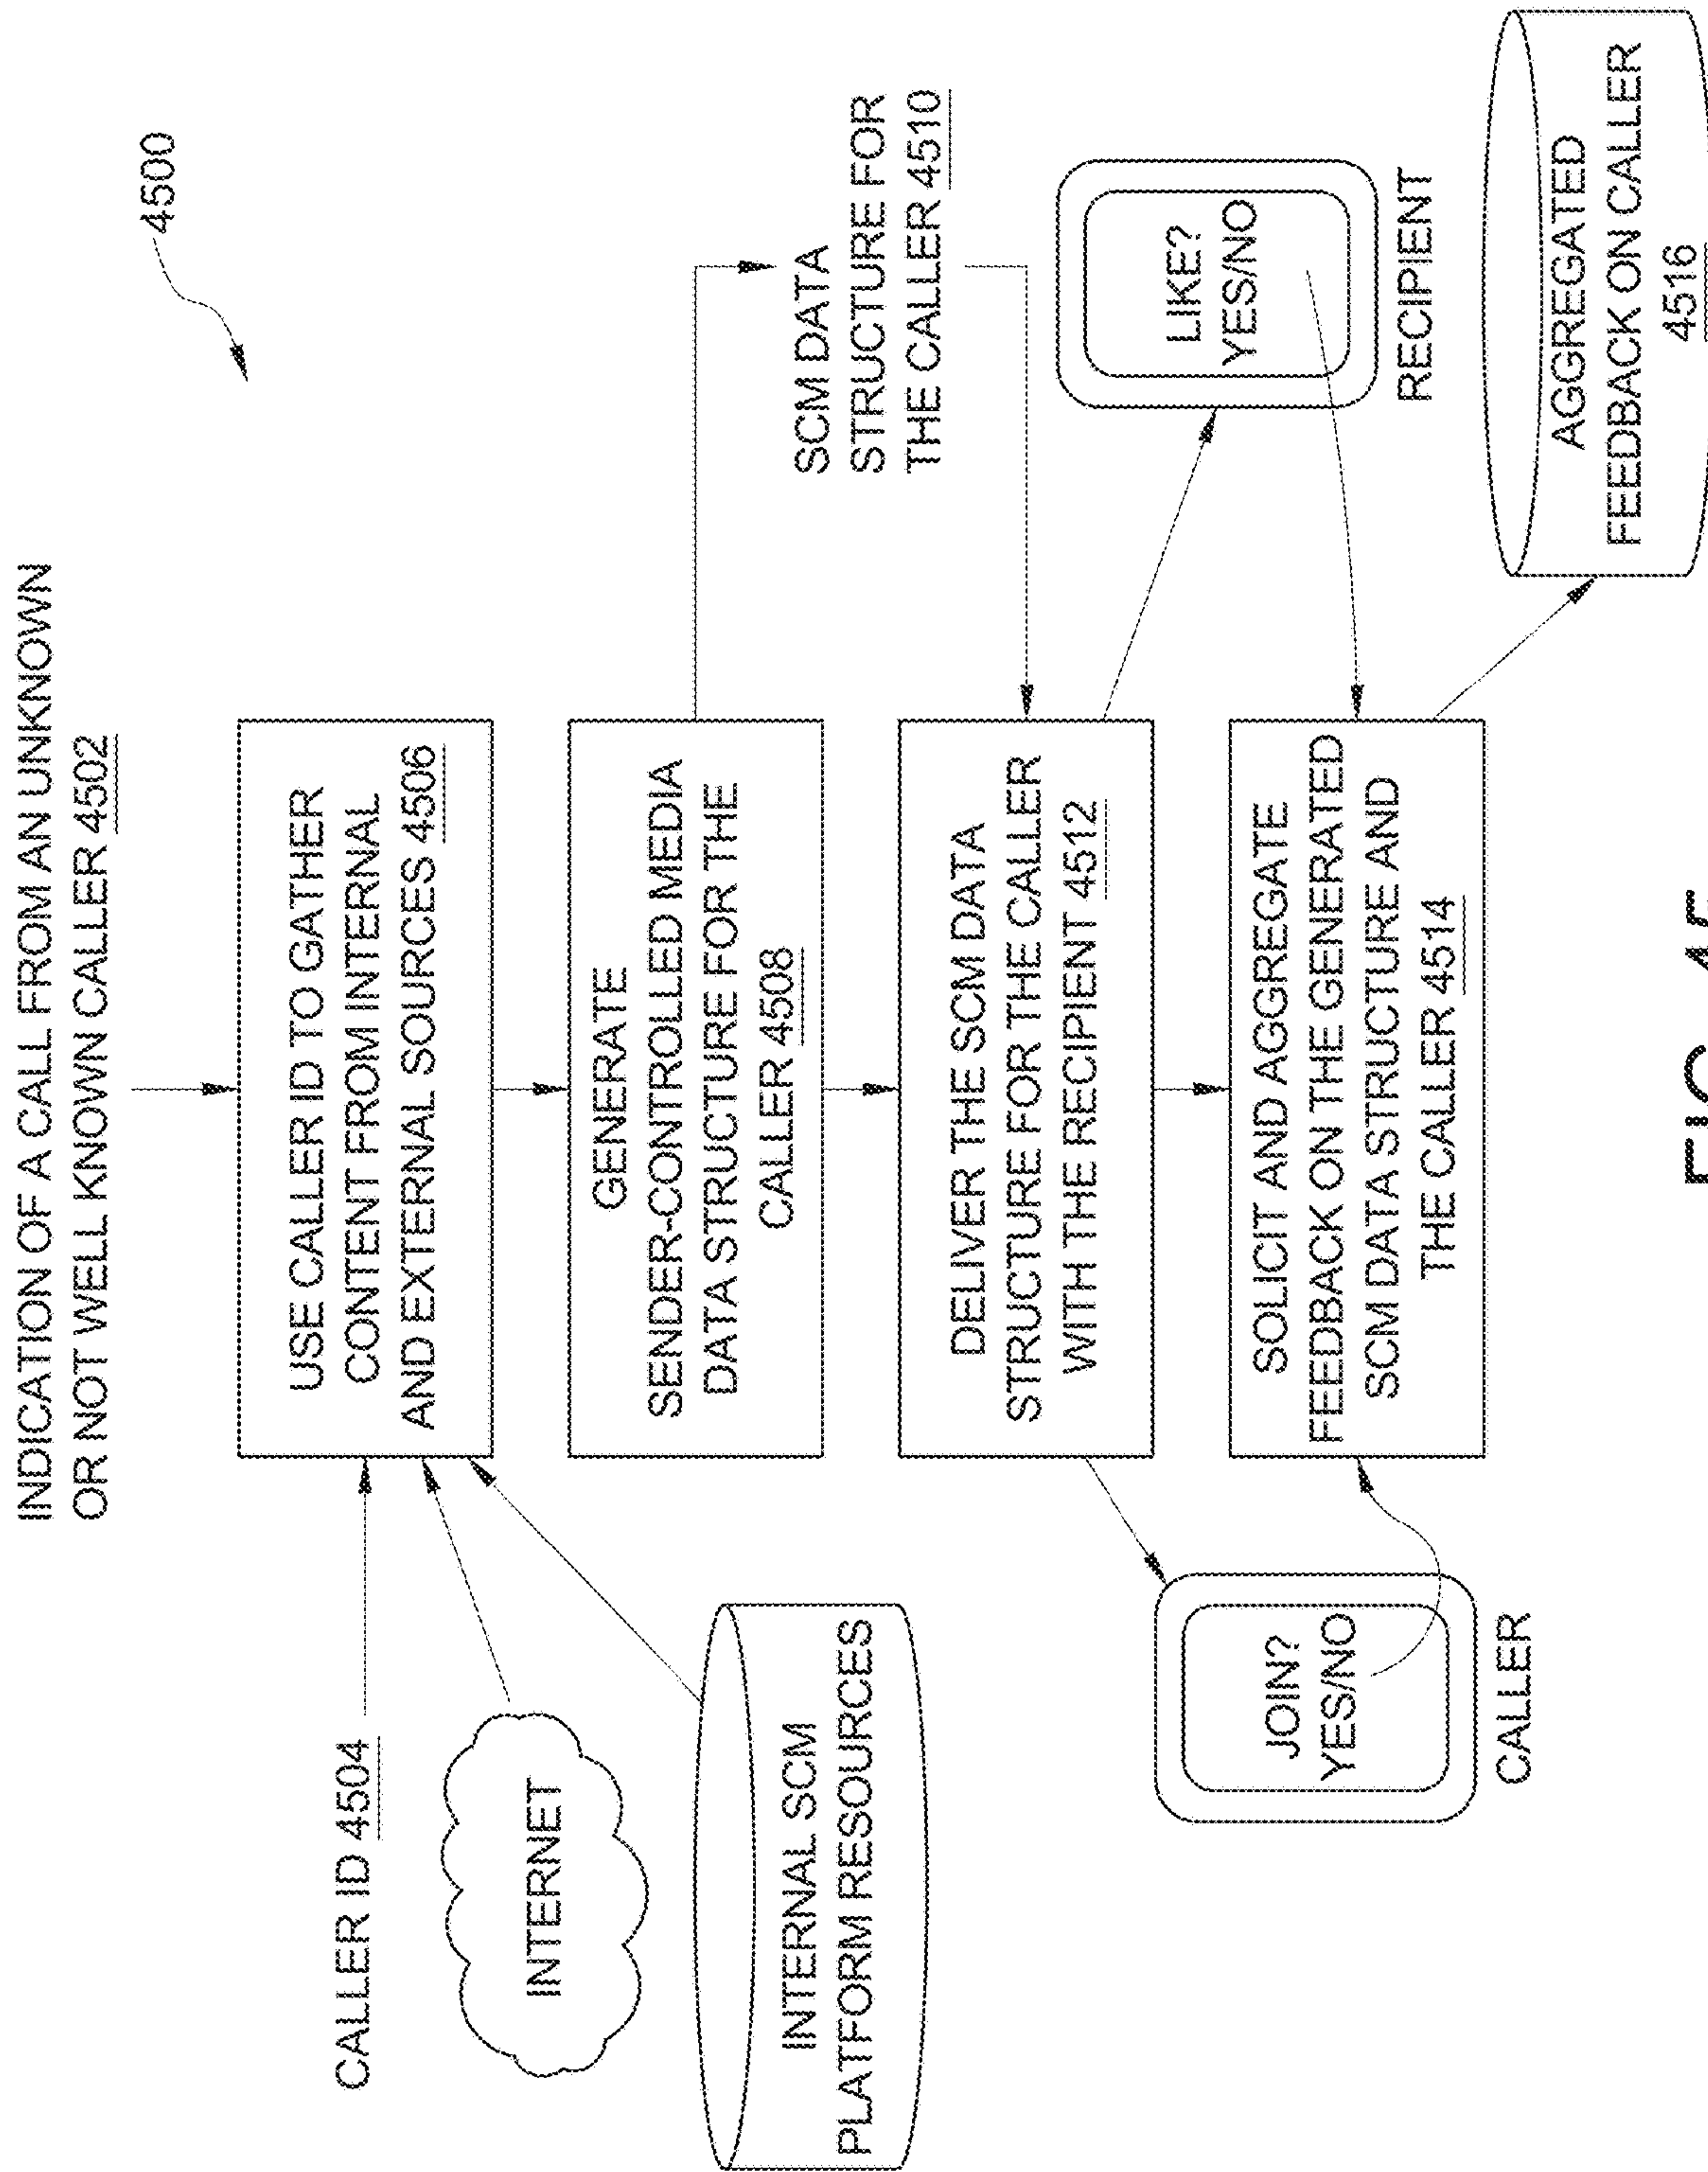 INDICATION OF A CALL FROM AN UNKNOWN
OR NOT WELL KNOWN CALLER 4502
4500
CALLER ID 4504
INTERNET
INTERNAL SCM
PLATFORM RESOURCES
USE CALLER ID TO GATHER
CONTENT FROM INTERNAL
AND EXTERNAL SOURCES 4506
GENERATE
SENDER-CONTROLLED MEDIA
DATA STRUCTURE FOR THE
CALLER 4508
SCM DATA
STRUCTURE FOR
THE CALLER 4510
DELIVER THE SCM DATA
STRUCTURE FOR THE CALLER
WITH THE RECIPIENT 4512
JOIN?
YES/NO
CALLER
LIKE?
YES/NO
RECIPIENT
SOLICIT AND AGGREGATE
FEEDBACK ON THE GENERATED
SCM DATA STRUCTURE AND
THE CALLER 4514
AGGREGATED
FEEDBACK ON CALLER
4516